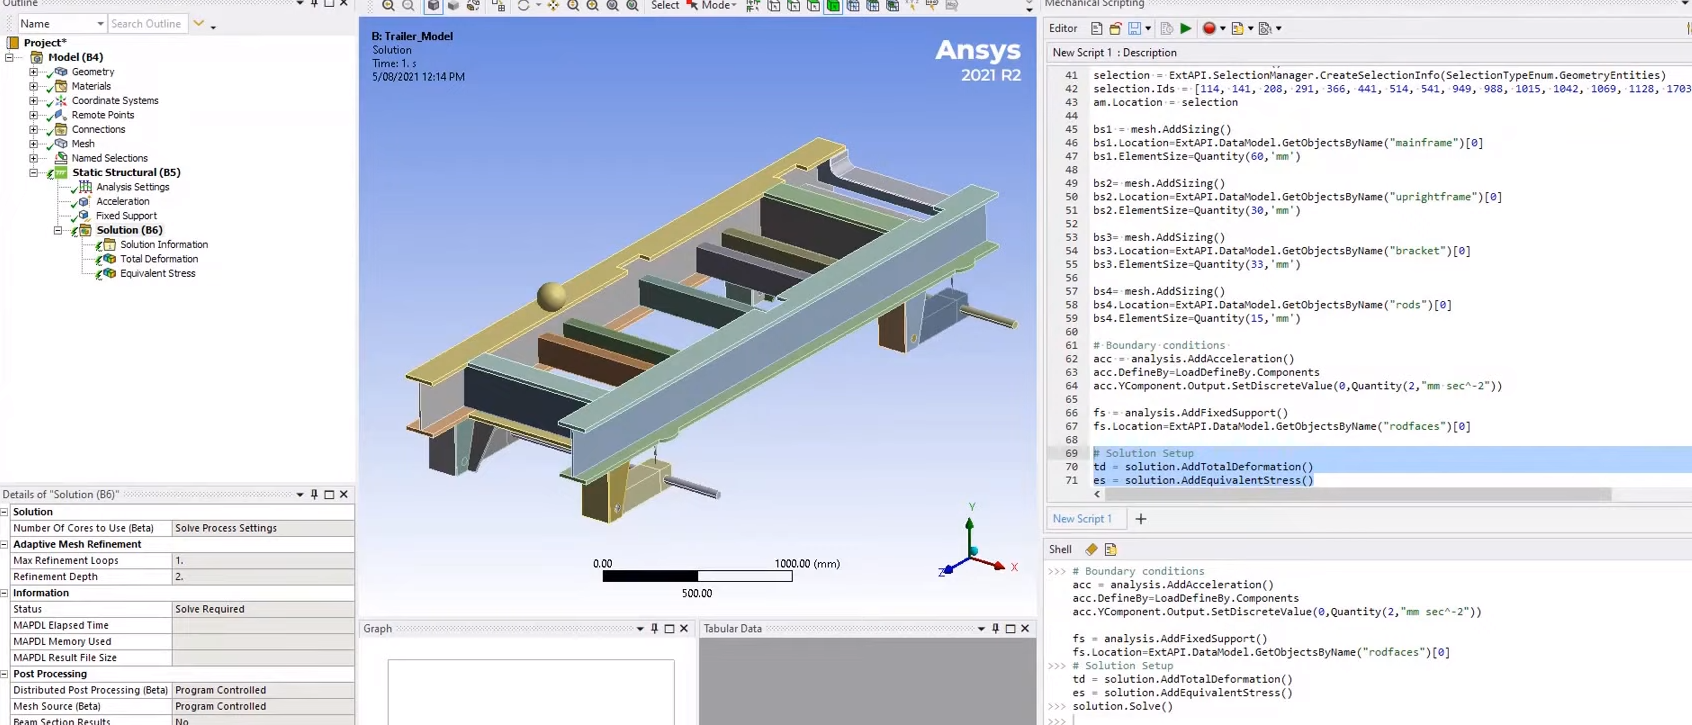 Outline
Name
Search Outline
Project*
Model (B4)
Geometry
Materials
Coordinate Systems
Remote Points
Connections
Mesh
Named Selections
Static Structural (B5)
Analysis Settings
Acceleration
Fixed Support
Solution (B6)
Solution Information
Total Deformation
Equivalent Stress
Details of "Solution (B6)"
Solution
Number Of Cores to Use (Beta) Solve Process Settings
Adaptive Mesh Refinement
Max Refinement Loops 1.
Refinement Depth 2.
Information
Status Solve Required
MAPDL Elapsed Time
MAPDL Memory Used
MAPDL Result File Size
Post Processing
Distributed Post Processing (Beta) Program Controlled
Mesh Source (Beta) Program Controlled
Beam Section Results No
Select Mode
B: Trailer_Model
Solution
Time: 1. s
5/08/2021 12:14 PM
Ansys
2021 R2
Y
X
Z
0.00 1000.00 (mm)
500.00
Graph
Tabular Data
Mechanical Scripting
Editor
New Script 1 : Description
41 selection = ExtAPI.SelectionManager.CreateSelectionInfo(SelectionTypeEnum.GeometryEntities)
42 selection.Ids = [114, 141, 208, 291, 366, 441, 514, 541, 949, 988, 1015, 1042, 1069, 1128, 1703
43 am.Location = selection
44
45 bs1 = mesh.AddSizing()
46 bs1.Location=ExtAPI.DataModel.GetObjectsByName("mainframe")[0]
47 bs1.ElementSize=Quantity(60,'mm')
48
49 bs2= mesh.AddSizing()
50 bs2.Location=ExtAPI.DataModel.GetObjectsByName("uprightframe")[0]
51 bs2.ElementSize=Quantity(30,'mm')
52
53 bs3= mesh.AddSizing()
54 bs3.Location=ExtAPI.DataModel.GetObjectsByName("bracket")[0]
55 bs3.ElementSize=Quantity(33,'mm')
56
57 bs4= mesh.AddSizing()
58 bs4.Location=ExtAPI.DataModel.GetObjectsByName("rods")[0]
59 bs4.ElementSize=Quantity(15,'mm')
60
61 # Boundary conditions
62 acc = analysis.AddAcceleration()
63 acc.DefineBy=LoadDefineBy.Components
64 acc.YComponent.Output.SetDiscreteValue(0,Quantity(2,"mm sec^-2"))
65
66 fs = analysis.AddFixedSupport()
67 fs.Location=ExtAPI.DataModel.GetObjectsByName("rodfaces")[0]
68
69 # Solution Setup
70 td = solution.AddTotalDeformation()
71 es = solution.AddEquivalentStress()
New Script 1
Shell
>>> # Boundary conditions
acc = analysis.AddAcceleration()
acc.DefineBy=LoadDefineBy.Components
acc.YComponent.Output.SetDiscreteValue(0,Quantity(2,"mm sec^-2"))
fs = analysis.AddFixedSupport()
fs.Location=ExtAPI.DataModel.GetObjectsByName("rodfaces")[0]
>>> # Solution Setup
td = solution.AddTotalDeformation()
es = solution.AddEquivalentStress()
>>> solution.Solve()
>>>